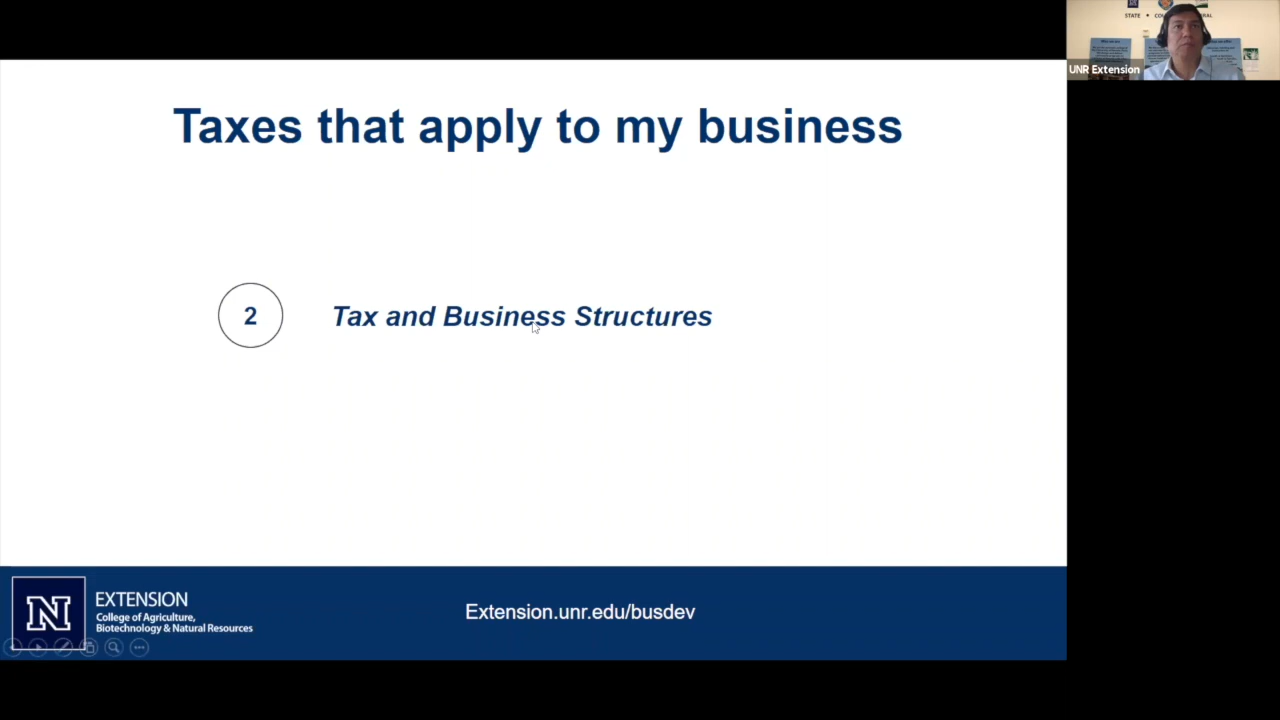 Taxes that apply to my business
2
Tax and Business Structures
N
EXTENSION
College of Agriculture,
Biotechnology & Natural Resources
Extension.unr.edu/busdev
STATE
UNR Extension